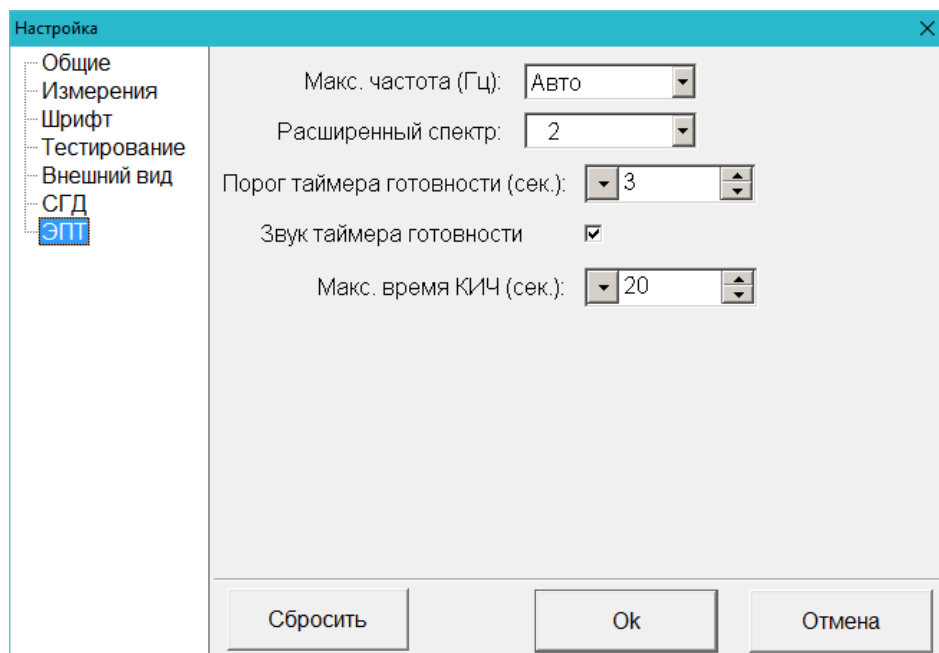 Настройка
Общие
Измерения
Шрифт
Тестирование
Внешний вид
СГД
ЭПТ
Макс. частота (Гц): Авто
Расширенный спектр: 2
Порог таймера готовности (сек.): 3
Звук таймера готовности
Макс. время КИЧ (сек.): 20
Сбросить Ok Отмена